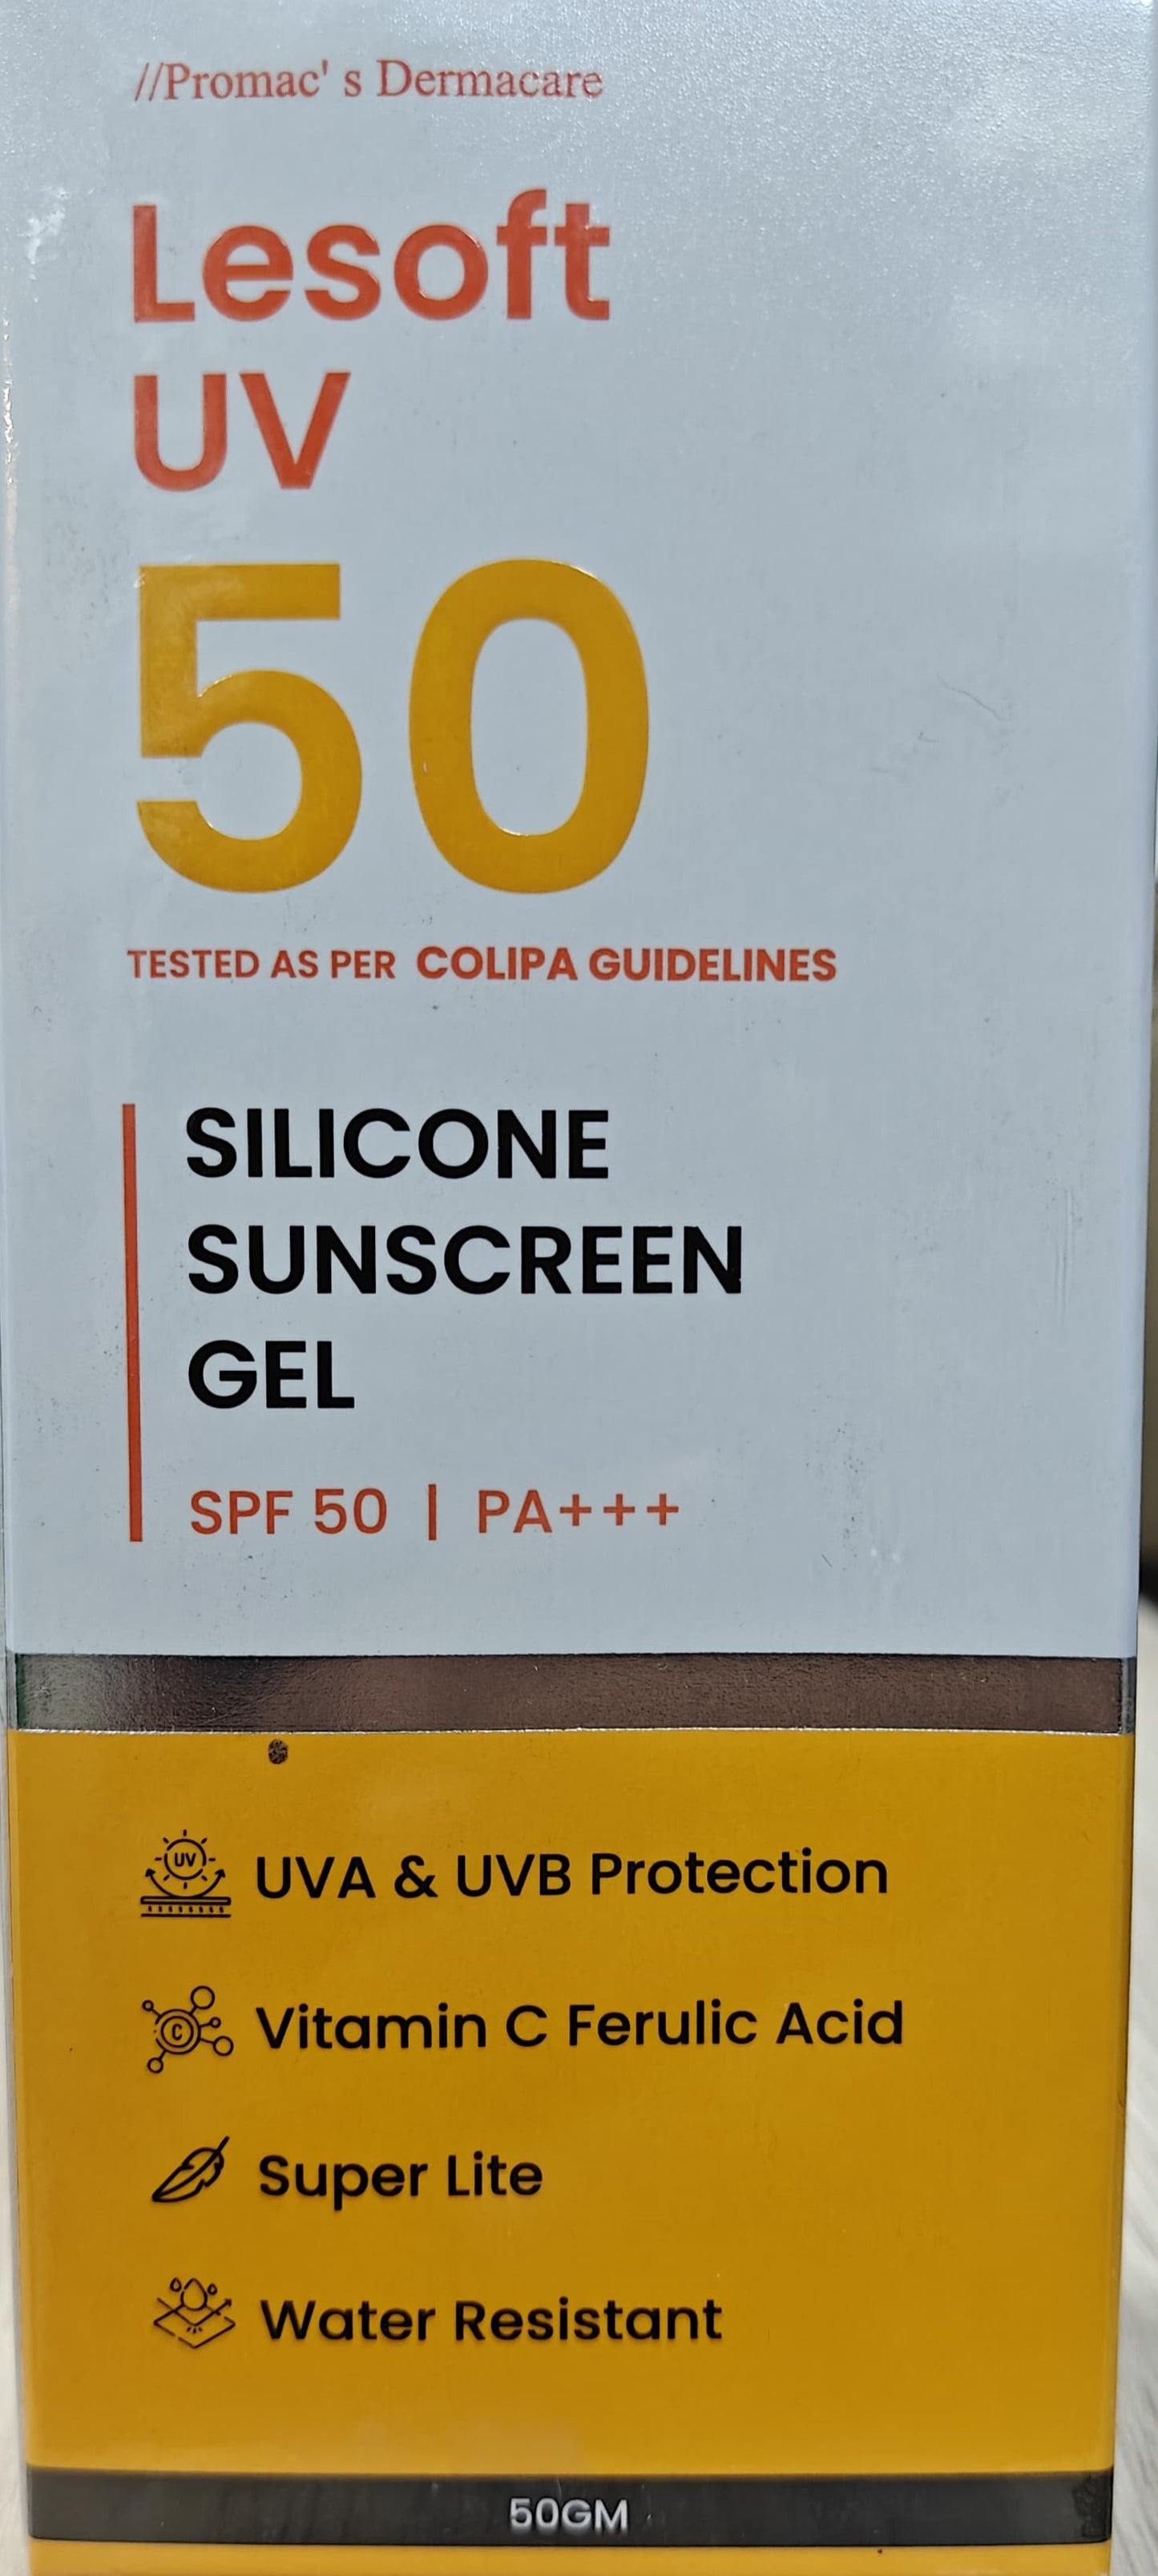 //Promac' s Dermacare
Lesoft
UV
50
TESTED AS PER COLIPA GUIDELINES
SILICONE
SUNSCREEN
GEL
SPF 50 | PA+++
UV
UVA & UVB Protection
C
Vitamin C Ferulic Acid
Super Lite
Water Resistant
50GM